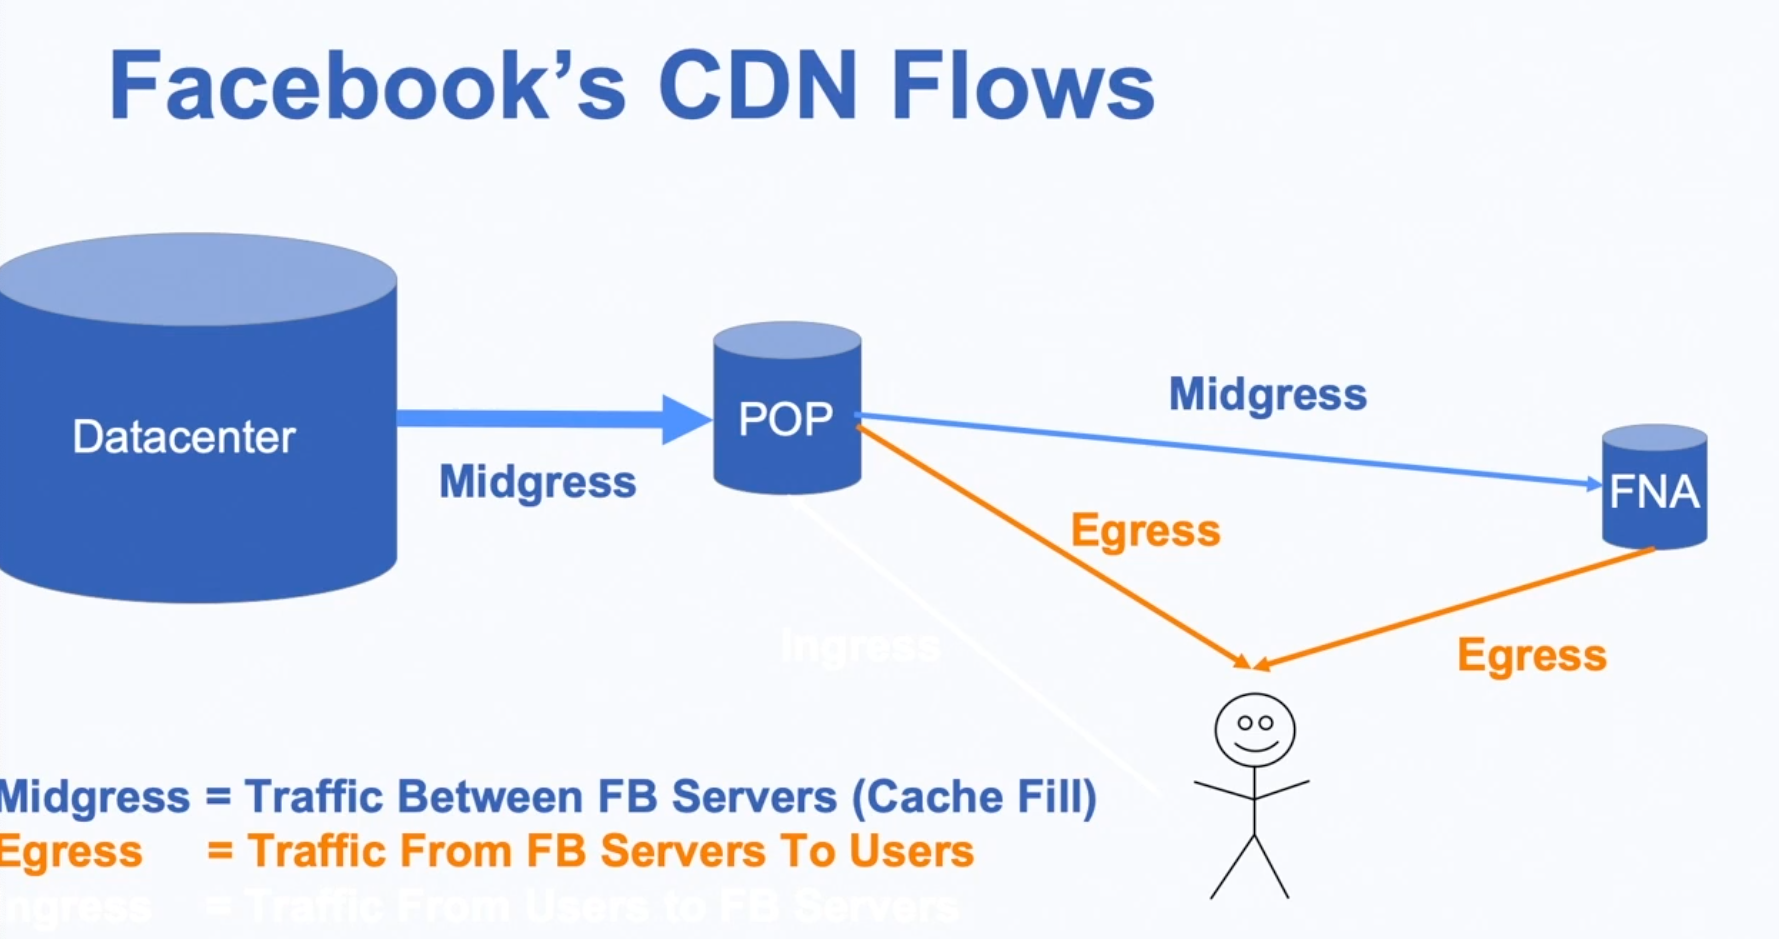 Facebook's CDN Flows
Datacenter
Midgress
POP
Midgress
FNA
Egress
Egress
Ingress
Midgress = Traffic Between FB Servers (Cache Fill)
Egress = Traffic From FB Servers To Users
Ingress = Traffic From Users to FB Servers